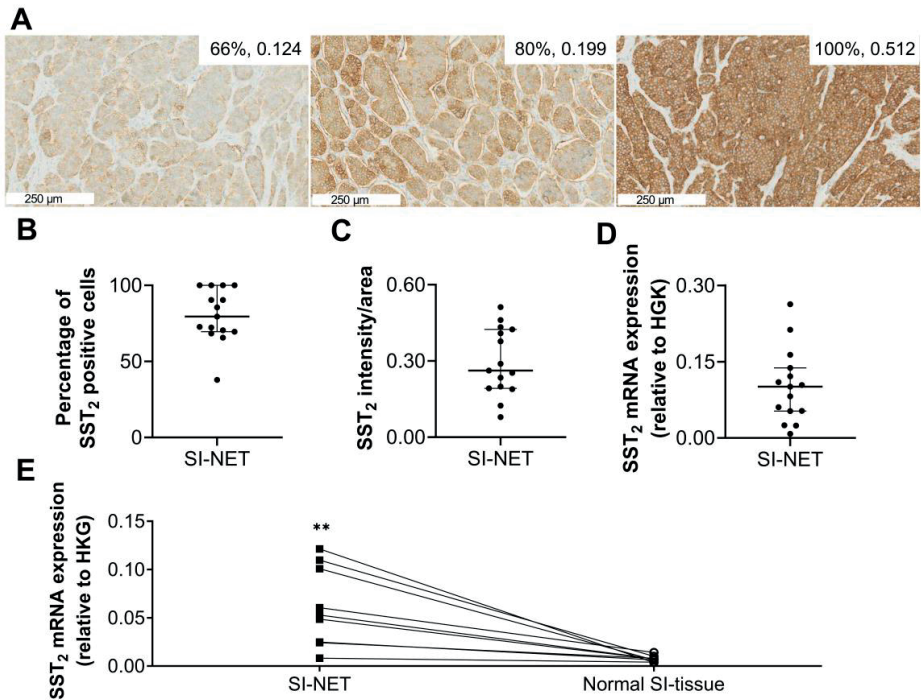 A
66%, 0.124
80%, 0.199
100%, 0.512
250 µm
250 µm
250 µm
B
Percentage of
SST₂ positive cells
100
50
0
SI-NET
C
SST₂ intensity/area
0.60
0.30
0.00
SI-NET
D
SST₂ mRNA expression
(relative to HGK)
0.30
0.15
0.00
SI-NET
E
SST₂ mRNA expression
(relative to HKG)
0.15
0.10
0.05
0.00
**
SI-NET
Normal SI-tissue